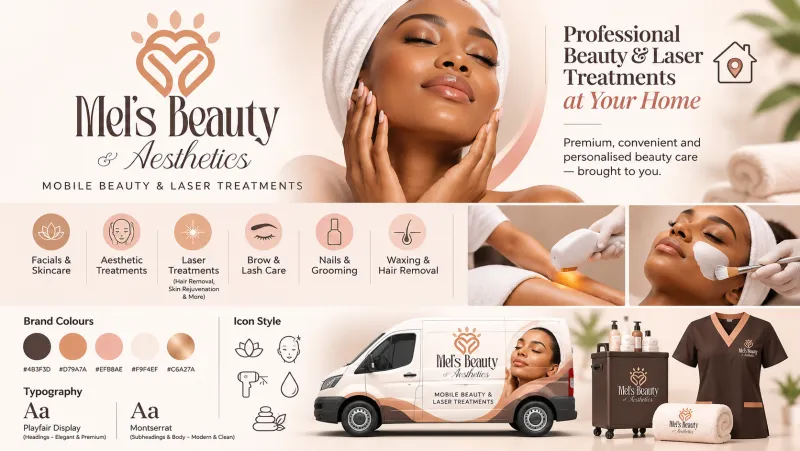 Mel's Beauty
& Aesthetics
MOBILE BEAUTY & LASER TREATMENTS
Professional
Beauty & Laser
Treatments
at Your Home
Premium, convenient and
personalised beauty care
— brought to you.
Facials &
Skincare
Aesthetic
Treatments
Laser
Treatments
(Hair Removal,
Skin Rejuvenation
& More)
Brow &
Lash Care
Nails &
Grooming
Waxing &
Hair Removal
Brand Colours
#4B3F3D
#D79A7A
#EFB8AE
#F9F4EF
#C6A27A
Typography
Aa
Playfair Display
(Headings – Elegant & Premium)
Aa
Montserrat
(Subheadings & Body – Modern & Clean)
Icon Style
Mel's Beauty
& Aesthetics
MOBILE BEAUTY &
LASER TREATMENTS
Mel's Beauty
& Aesthetics
Mel's Beauty
& Aesthetics
Mel's Beauty
& Aesthetics